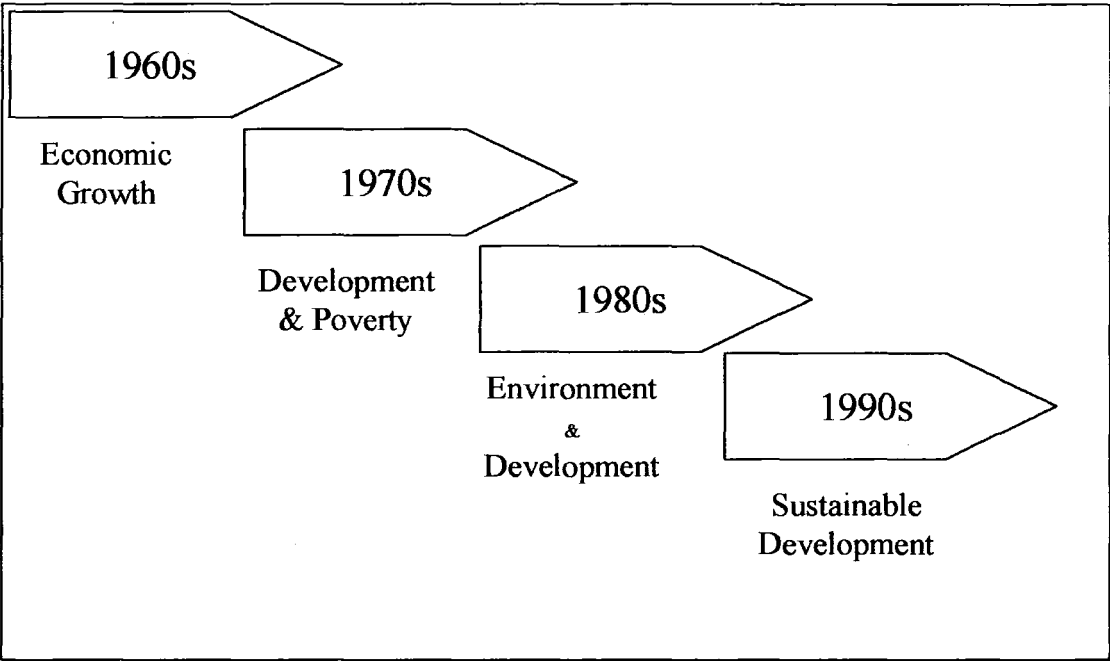 1960s
Economic
Growth
1970s
Development
& Poverty
1980s
Environment
&
Development
1990s
Sustainable
Development